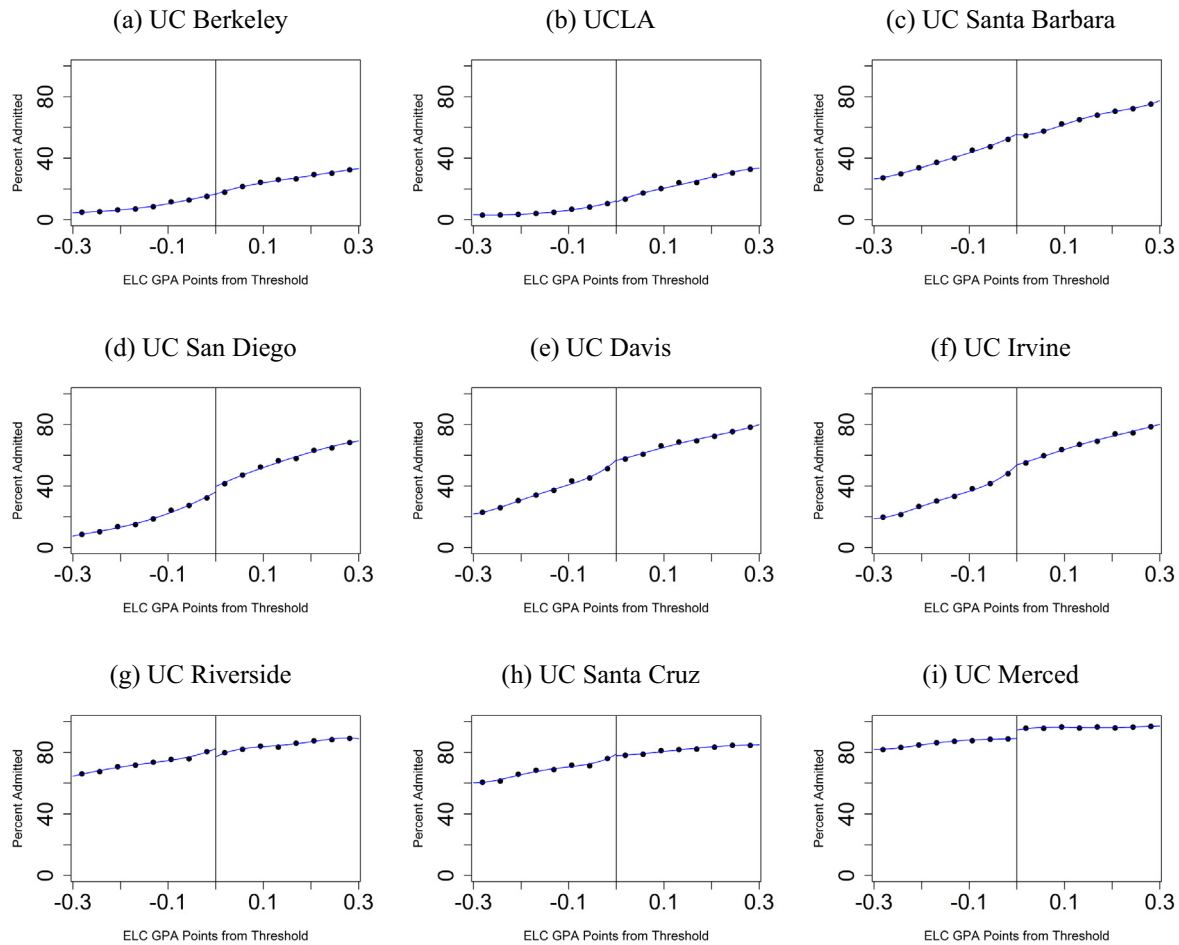 (a) UC Berkeley
(b) UCLA
(c) UC Santa Barbara
Percent Admitted
80
40
0
-0.3
-0.1
0.1
0.3
ELC GPA Points from Threshold
Percent Admitted
80
40
0
-0.3
-0.1
0.1
0.3
ELC GPA Points from Threshold
Percent Admitted
80
40
0
-0.3
-0.1
0.1
0.3
ELC GPA Points from Threshold
(d) UC San Diego
(e) UC Davis
(f) UC Irvine
Percent Admitted
80
40
0
-0.3
-0.1
0.1
0.3
ELC GPA Points from Threshold
Percent Admitted
80
40
0
-0.3
-0.1
0.1
0.3
ELC GPA Points from Threshold
Percent Admitted
80
40
0
-0.3
-0.1
0.1
0.3
ELC GPA Points from Threshold
(g) UC Riverside
(h) UC Santa Cruz
(i) UC Merced
Percent Admitted
80
40
0
-0.3
-0.1
0.1
0.3
ELC GPA Points from Threshold
Percent Admitted
80
40
0
-0.3
-0.1
0.1
0.3
ELC GPA Points from Threshold
Percent Admitted
80
40
0
-0.3
-0.1
0.1
0.3
ELC GPA Points from Threshold